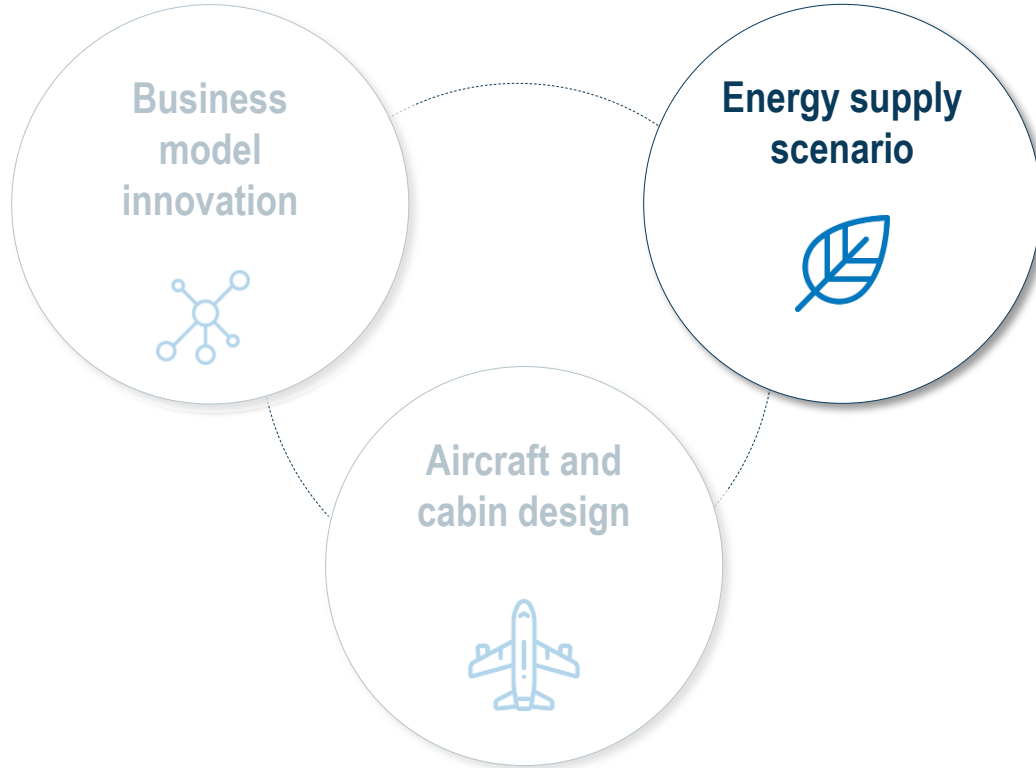 Business
model
innovation
Energy supply
scenario
Aircraft and
cabin design